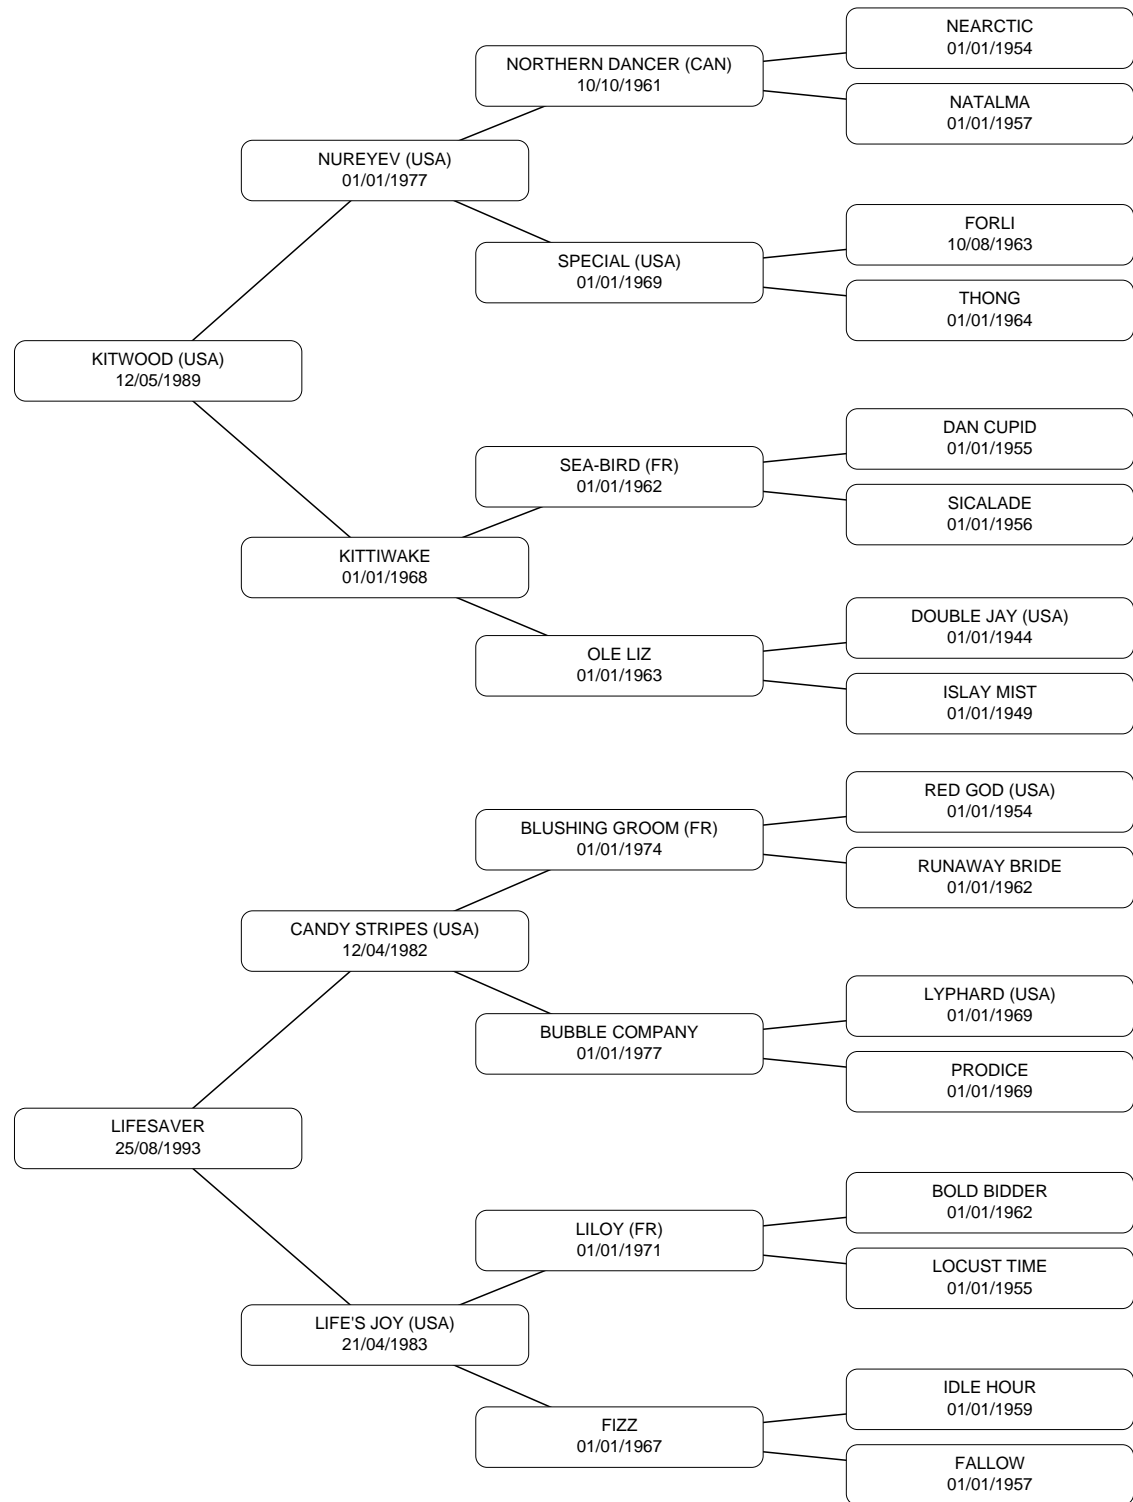 NEARCTIC
01/01/1954
NORTHERN DANCER (CAN)
10/10/1961
NATALMA
01/01/1957
NUREYEV (USA)
01/01/1977
FORLI
10/08/1963
SPECIAL (USA)
01/01/1969
THONG
01/01/1964
KITWOOD (USA)
12/05/1989
DAN CUPID
01/01/1955
SEA-BIRD (FR)
01/01/1962
SICALADE
01/01/1956
KITTIWAKE
01/01/1968
DOUBLE JAY (USA)
01/01/1944
OLE LIZ
01/01/1963
ISLAY MIST
01/01/1949
RED GOD (USA)
01/01/1954
BLUSHING GROOM (FR)
01/01/1974
RUNAWAY BRIDE
01/01/1962
CANDY STRIPES (USA)
12/04/1982
LYPHARD (USA)
01/01/1969
BUBBLE COMPANY
01/01/1977
PRODICE
01/01/1969
LIFESAVER
25/08/1993
BOLD BIDDER
01/01/1962
LILOY (FR)
01/01/1971
LOCUST TIME
01/01/1955
LIFE'S JOY (USA)
21/04/1983
IDLE HOUR
01/01/1959
FIZZ
01/01/1967
FALLOW
01/01/1957